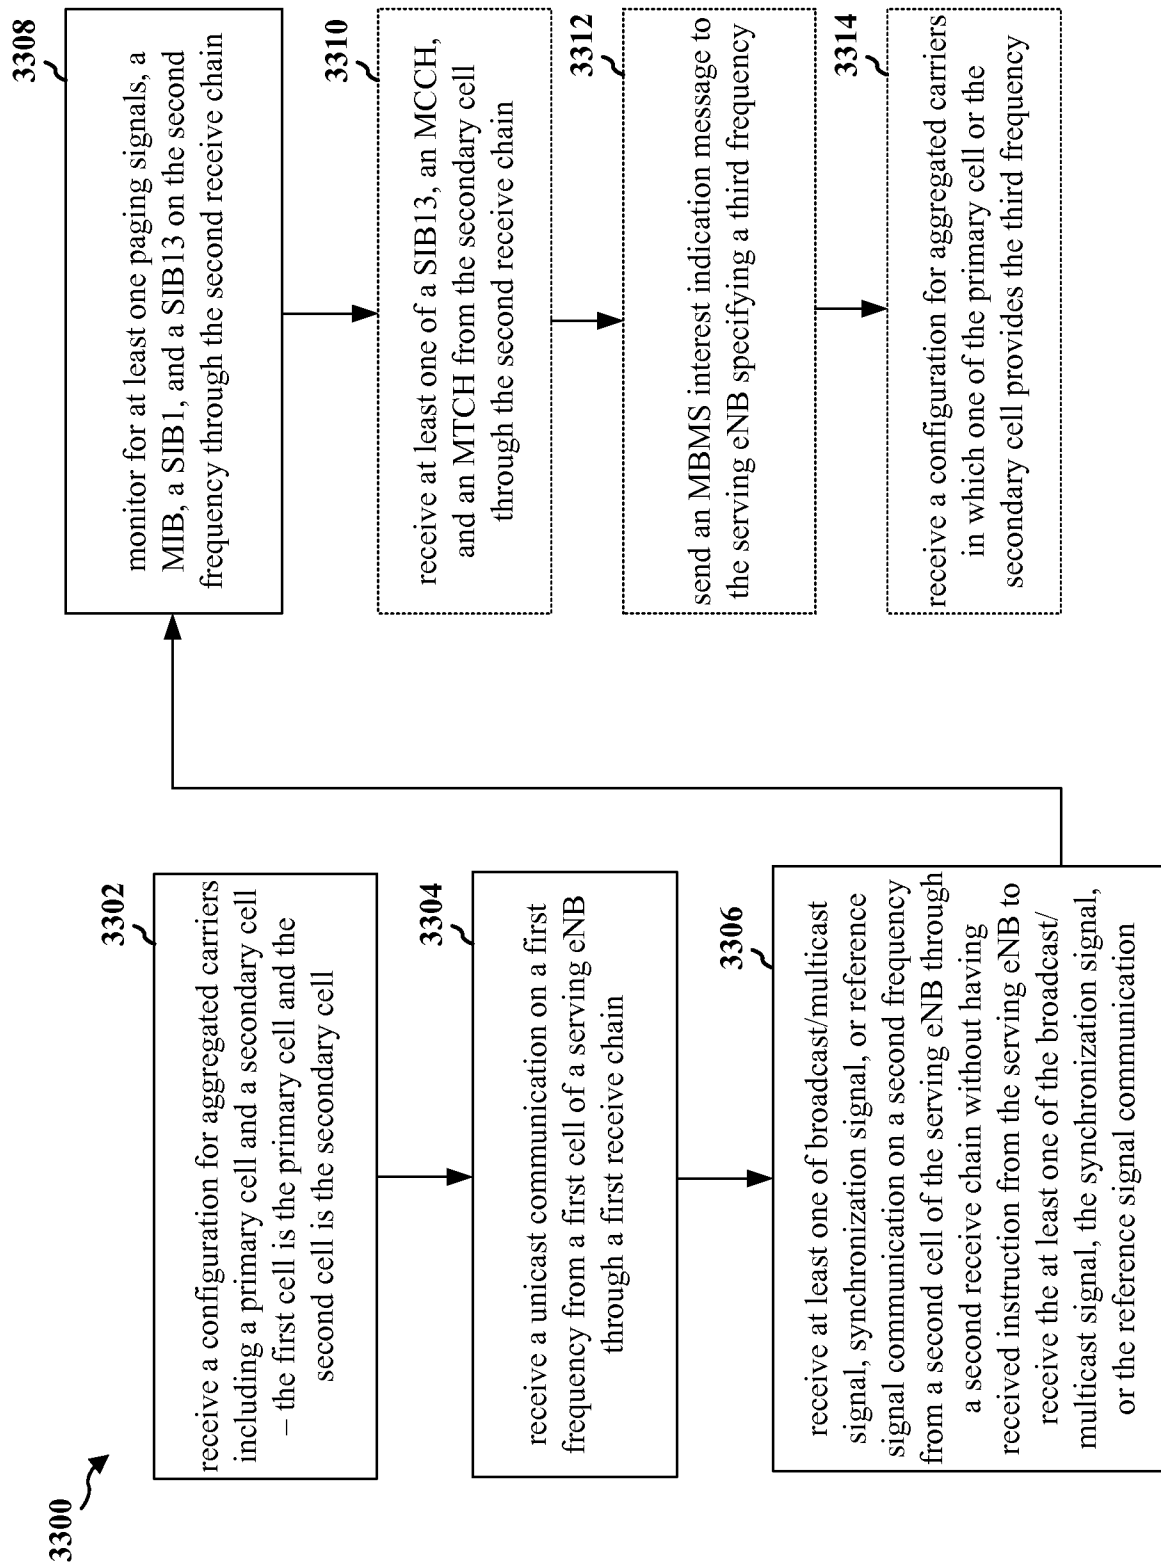 3300
3302
receive a configuration for aggregated carriers
including a primary cell and a secondary cell
– the first cell is the primary cell and the
second cell is the secondary cell
3304
receive a unicast communication on a first
frequency from a first cell of a serving eNB
through a first receive chain
3306
receive at least one of broadcast/multicast
signal, synchronization signal, or reference
signal communication on a second frequency
from a second cell of the serving eNB through
a second receive chain without having
received instruction from the serving eNB to
receive the at least one of the broadcast/
multicast signal, the synchronization signal,
or the reference signal communication
3308
monitor for at least one paging signals, a
MIB, a SIB1, and a SIB13 on the second
frequency through the second receive chain
3310
receive at least one of a SIB13, an MCCH,
and an MTCH from the secondary cell
through the second receive chain
3312
send an MBMS interest indication message to
the serving eNB specifying a third frequency
3314
receive a configuration for aggregated carriers
in which one of the primary cell or the
secondary cell provides the third frequency